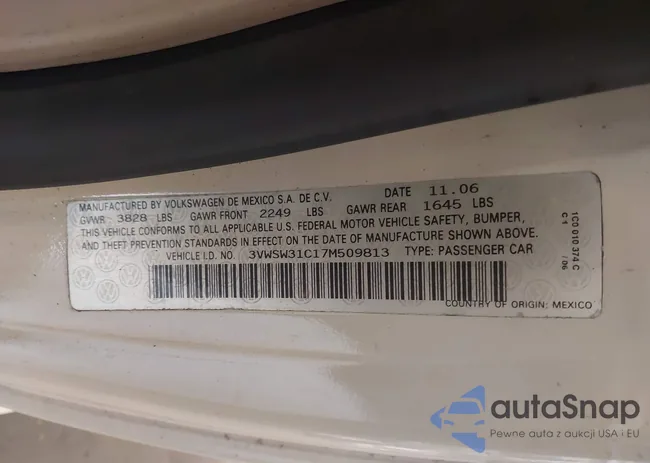 MANUFACTURED BY VOLKSWAGEN DE MEXICO S.A. DE C.V. DATE 11.06
GVWR 3828 LBS GAWR FRONT 2249 LBS GAWR REAR 1645 LBS
THIS VEHICLE CONFORMS TO ALL APPLICABLE U.S. FEDERAL MOTOR VEHICLE SAFETY, BUMPER,
AND THEFT PREVENTION STANDARDS IN EFFECT ON THE DATE OF MANUFACTURE SHOWN ABOVE.
VEHICLE I.D. NO. 3VWSW31C17M509813 TYPE: PASSENGER CAR
COUNTRY OF ORIGIN: MEXICO
1C0 010 374 C
C1 / 06
autoSnap
Pewne auta z aukcji USA i EU